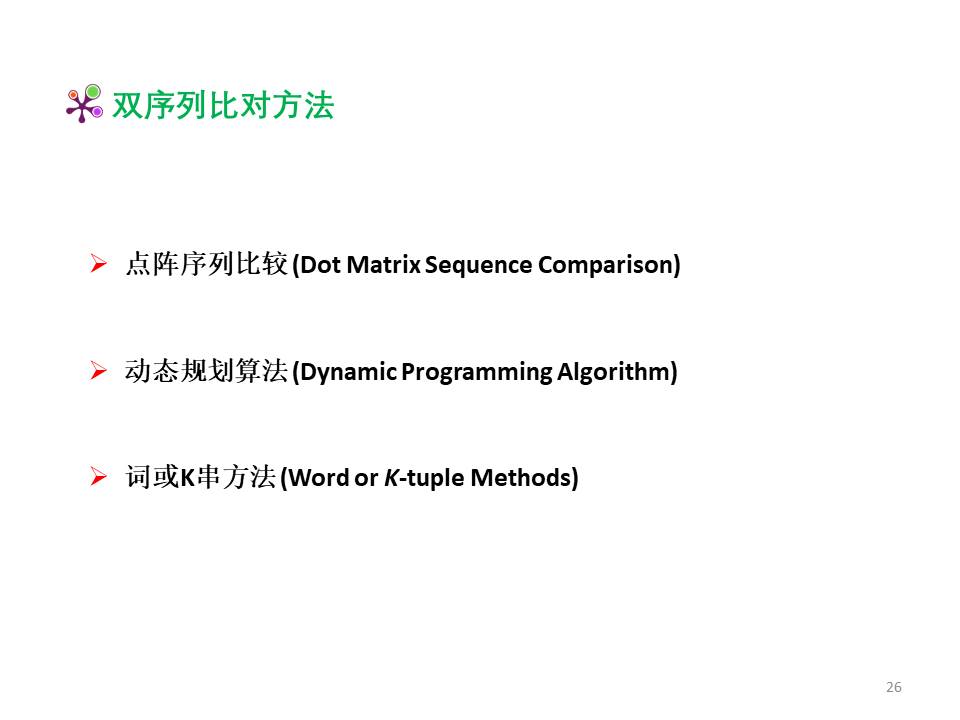 双序列比对方法
点阵序列比较(Dot Matrix Sequence Comparison)
动态规划算法(Dynamic Programming Algorithm)
词或K串方法(Word or K-tuple Methods)
26